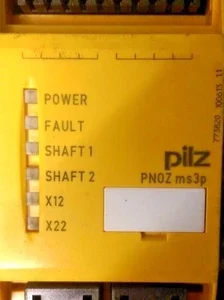 POWER
FAULT
SHAFT 1
SHAFT 2
X12
X22
pilz
PNOZ ms3p